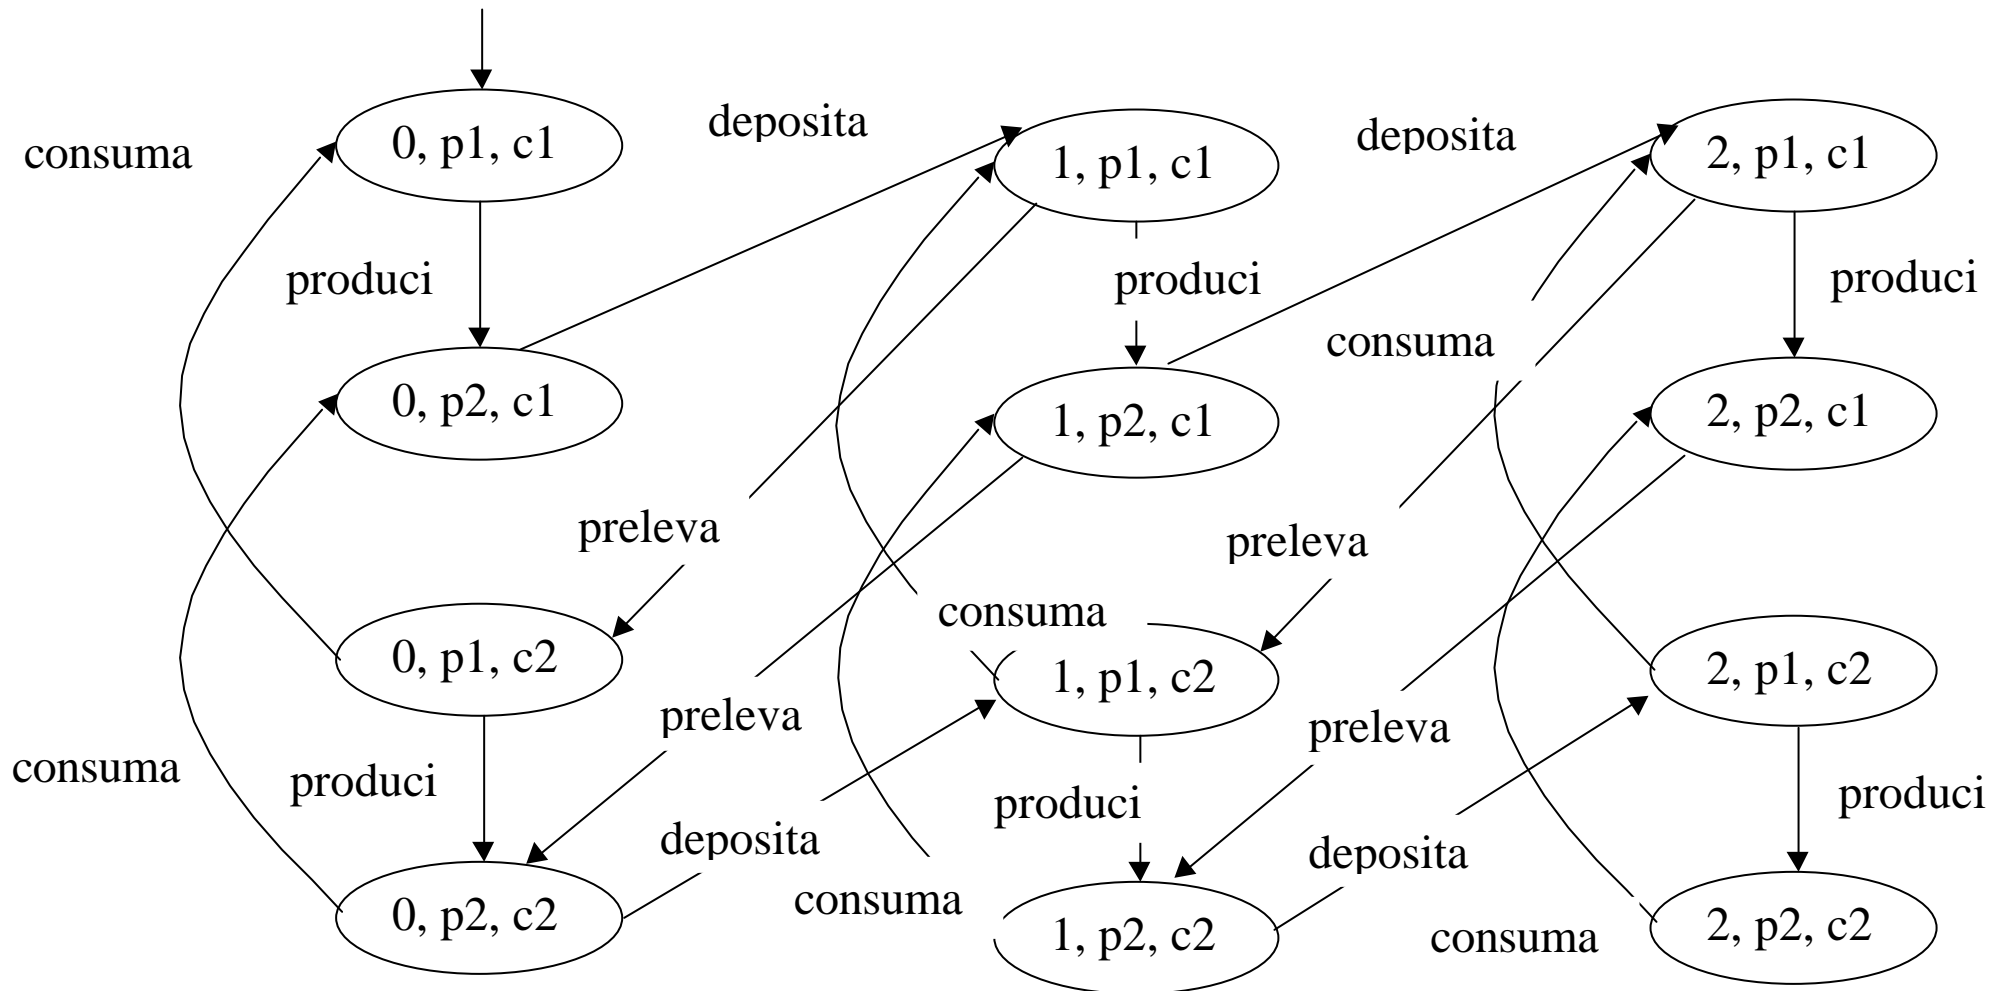 deposita
deposita
0, p1, c1
1, p1, c1
2, p1, c1
consuma
produci
produci
produci
consuma
0, p2, c1
1, p2, c1
2, p2, c1
preleva
preleva
consuma
0, p1, c2
1, p1, c2
2, p1, c2
preleva
preleva
consuma
produci
produci
produci
deposita
deposita
consuma
0, p2, c2
1, p2, c2
consuma
2, p2, c2